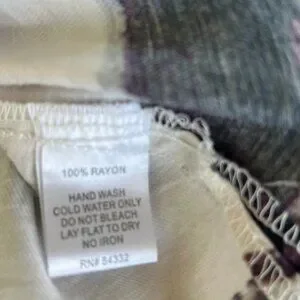 100% RAYON
HAND WASH
COLD WATER ONLY
DO NOT BLEACH
LAY FLAT TO DRY
NO IRON
RN# 84332